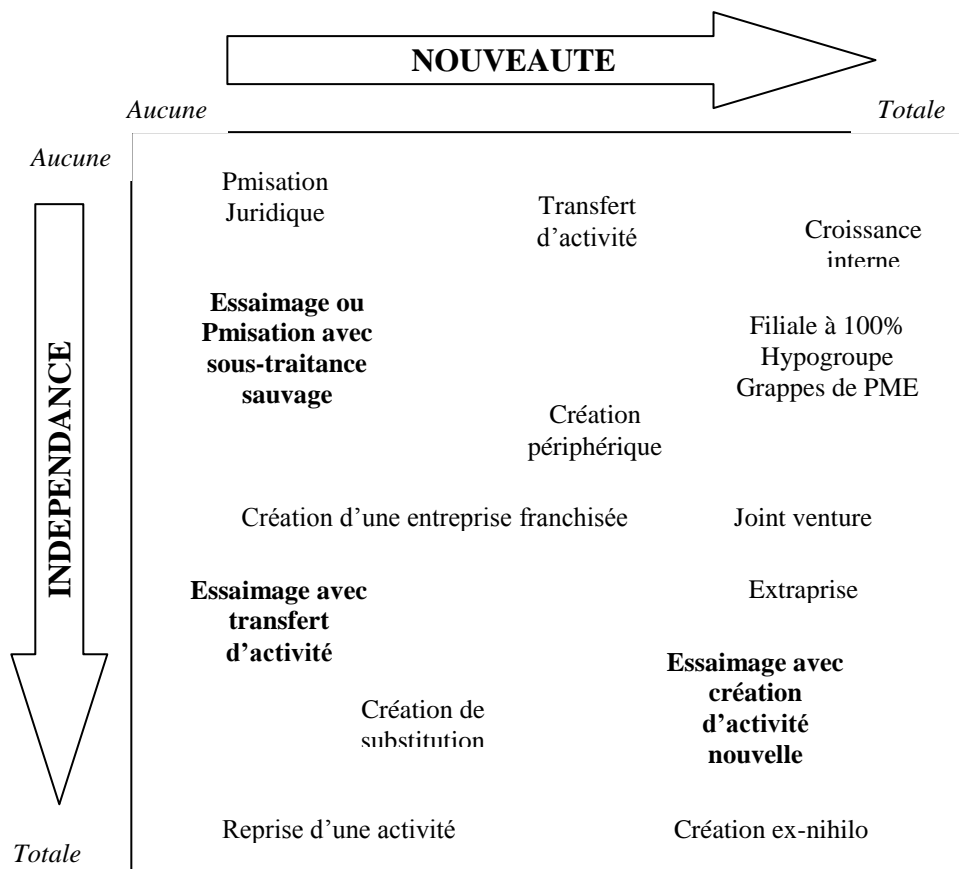 NOUVEAUTE
Aucune
Totale
Aucune
INDEPENDANCE
Totale
Pmisation
Juridique
Transfert
d’activité
Croissance
interne
Essaimage ou
Pmisation avec
sous-traitance
sauvage
Filiale à 100%
Hypogroupe
Grappes de PME
Création
périphérique
Création d’une entreprise franchisée
Joint venture
Essaimage avec
transfert
d’activité
Extraprise
Essaimage avec
création
d’activité
nouvelle
Création de
substitution
Reprise d’une activité
Création ex-nihilo